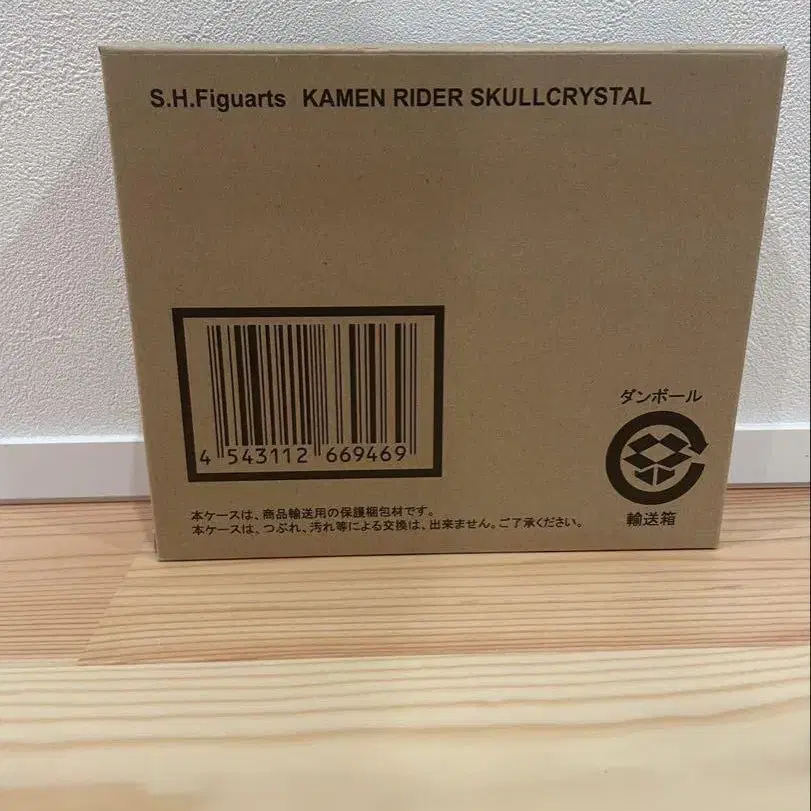 S.H.Figuarts KAMEN RIDER SKULLCRYSTAL
ダンボール
4 543112 669469
輸送箱
本ケースは、商品輸送用の保護梱包材です。
本ケースは、つぶれ、汚れ等による交換は、出来ません。ご了承ください。